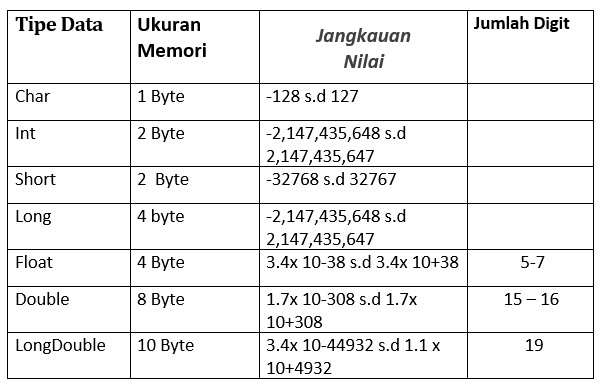 Tipe Data Ukuran Memori Jangkauan Nilai Jumlah Digit
Char 1 Byte -128 s.d 127
Int 2 Byte -2,147,435,648 s.d
2,147,435,647
Short 2 Byte -32768 s.d 32767
Long 4 byte -2,147,435,648 s.d
2,147,435,647
Float 4 Byte 3.4x 10-38 s.d 3.4x 10+38 5-7
Double 8 Byte 1.7x 10-308 s.d 1.7x
10+308 15 – 16
LongDouble 10 Byte 3.4x 10-44932 s.d 1.1 x
10+4932 19